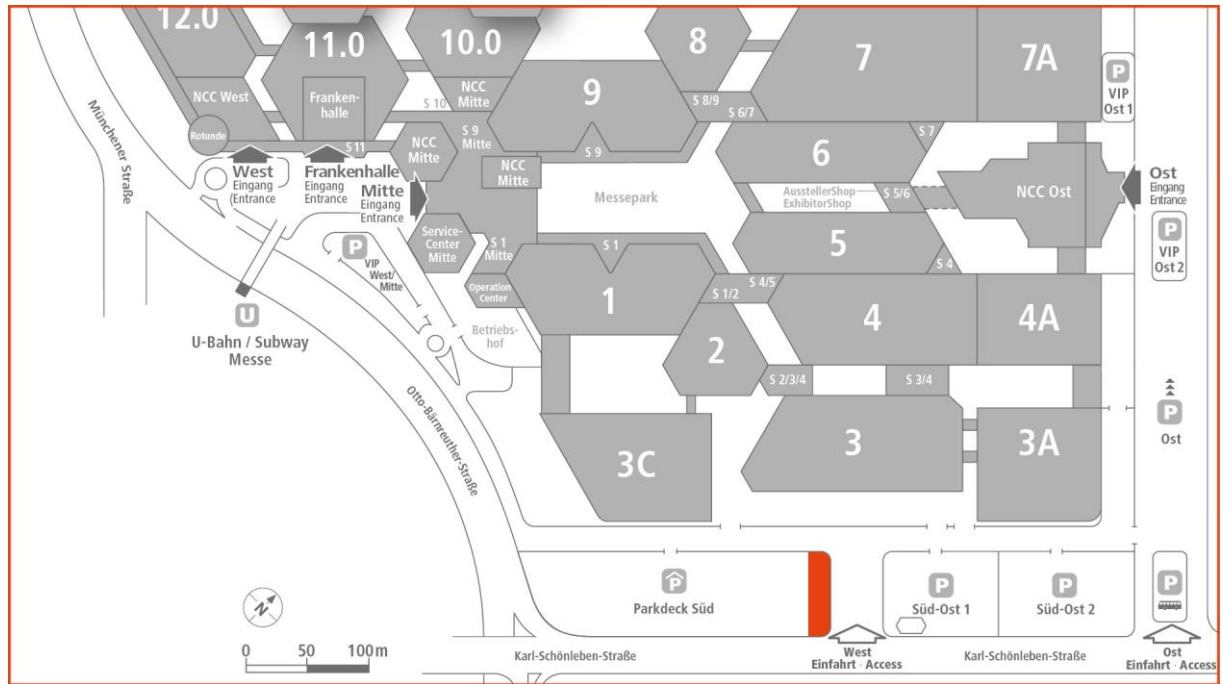 12.0
11.0
10.0
8
7
7A
P
VIP
Ost 1
NCC West
Franken-
halle
NCC
Mitte
S 10
9
S 8/9
S 6/7
Rotunde
S 11
NCC
Mitte
S 9
Mitte
S 9
NCC
Mitte
6
S 7
Münchener Straße
West
Eingang
Entrance
Frankenhalle
Eingang
Entrance
Mitte
Eingang
Entrance
Messepark
AusstellerShop
ExhibitorShop
S 5/6
NCC Ost
Ost
Eingang
Entrance
P
VIP
Ost 2
P
VIP
West/
Mitte
Service-
Center
Mitte
S 1
Mitte
S 1
5
S 4
Operation
Center
1
S 1/2
S 4/5
4
4A
U
U-Bahn / Subway
Messe
Betriebs-
hof
2
S 2/3/4
S 3/4
P
Ost
Otto-Bärnreuther-Straße
3C
3
3A
P
Parkdeck Süd
P
Süd-Ost 1
P
Süd-Ost 2
P
N
0 50 100 m
Karl-Schönleben-Straße
West
Einfahrt · Access
Karl-Schönleben-Straße
Ost
Einfahrt · Access